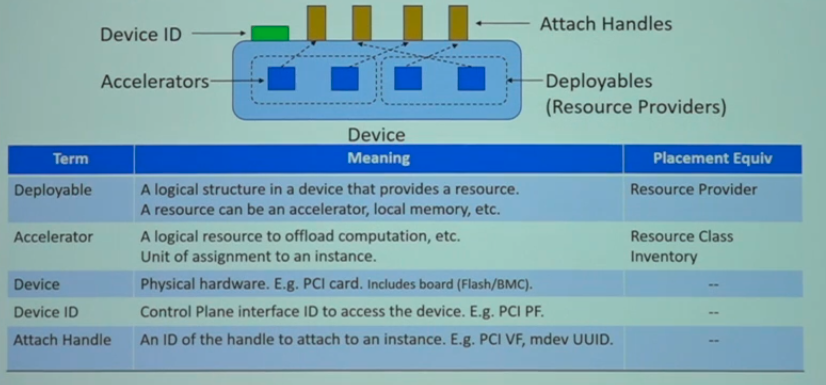 Device ID
Attach Handles
Accelerators
Deployables
(Resource Providers)
Device
Term Meaning Placement Equiv
Deployable A logical structure in a device that provides a resource. Resource Provider
A resource can be an accelerator, local memory, etc.
Accelerator A logical resource to offload computation, etc. Resource Class
Unit of assignment to an instance. Inventory
Device Physical hardware. E.g. PCI card. Includes board (Flash/BMC). --
Device ID Control Plane interface ID to access the device. E.g. PCI PF. --
Attach Handle An ID of the handle to attach to an instance. E.g. PCI VF, mdev UUID. --